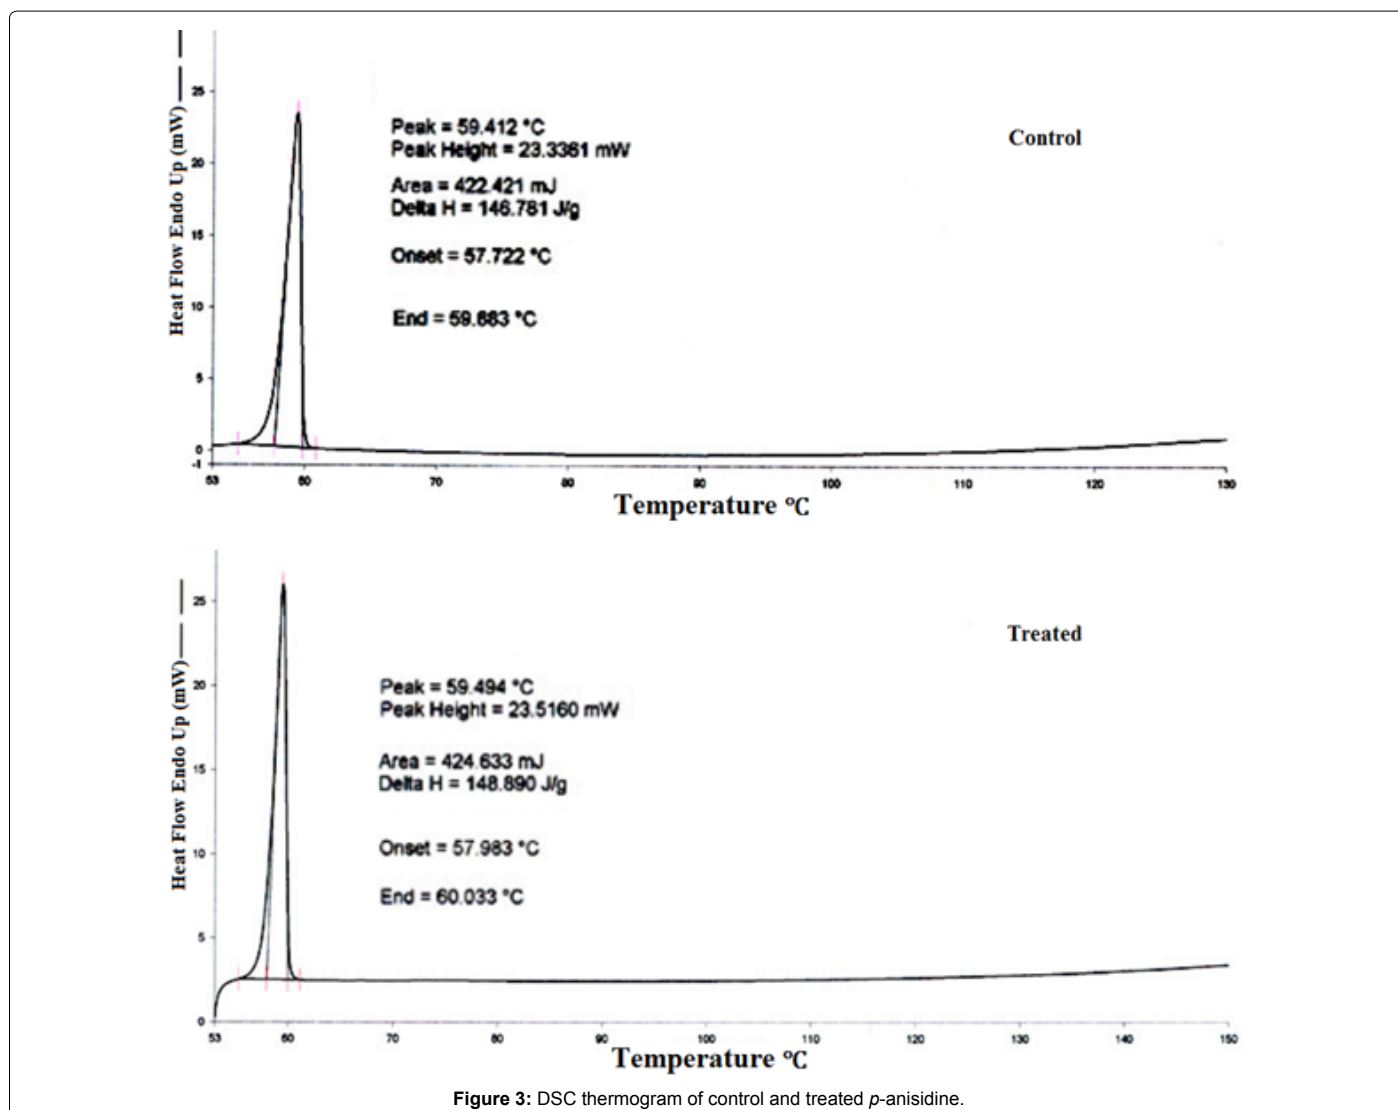 Heat Flow Endo Up (mW)
25
20
15
10
5
0
-1
Peak = 59.412 °C
Peak Height = 23.3361 mW
Area = 422.421 mJ
Delta H = 146.781 J/g
Onset = 57.722 °C
End = 59.883 °C
Control
53 60 70 80 90 100 110 120 130
Temperature °C
Heat Flow Endo Up (mW)
25
20
15
10
5
0
Peak = 59.494 °C
Peak Height = 23.5160 mW
Area = 424.633 mJ
Delta H = 148.890 J/g
Onset = 57.983 °C
End = 60.033 °C
Treated
53 60 70 80 90 100 110 120 130 140 150
Temperature °C
Figure 3: DSC thermogram of control and treated p-anisidine.